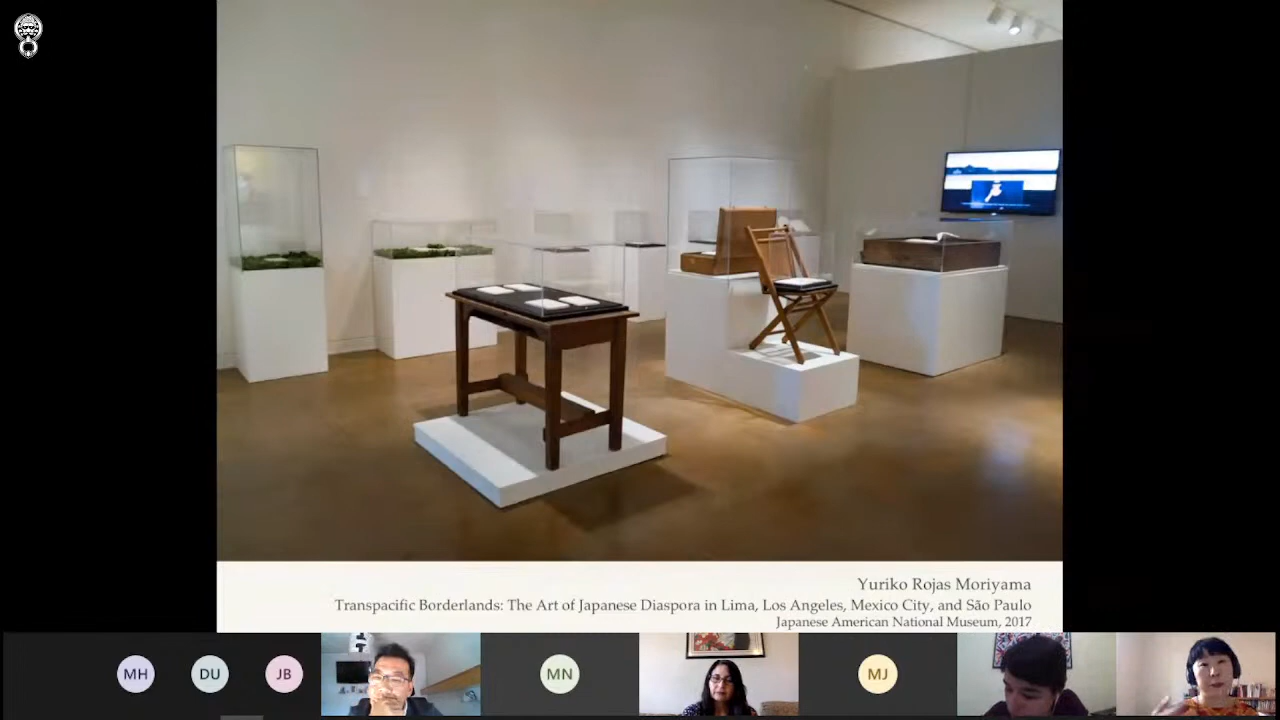 Yuriko Rojas Moriyama
Transpacific Borderlands: The Art of Japanese Diaspora in Lima, Los Angeles, Mexico City, and São Paulo
Japanese American National Museum, 2017
MH
DU
JB
MN
MJ